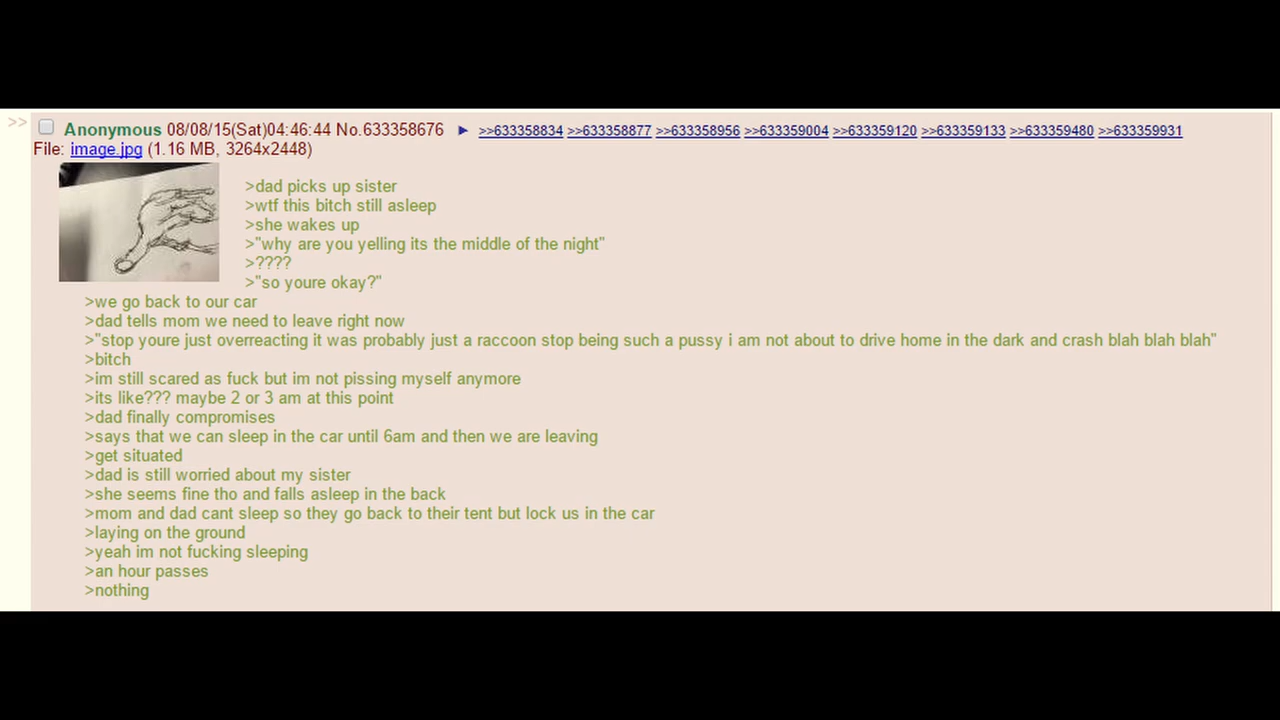 >> Anonymous 08/08/15(Sat)04:46:44 No.633358676 ► >>633358834 >>633358877 >>633358956 >>633359004 >>633359120 >>633359133 >>633359480 >>633359931
File: image.jpg (1.16 MB, 3264x2448)
>dad picks up sister
>wtf this bitch still asleep
>she wakes up
>"why are you yelling its the middle of the night"
>????
>"so youre okay?"
>we go back to our car
>dad tells mom we need to leave right now
>"stop youre just overreacting it was probably just a raccoon stop being such a pussy i am not about to drive home in the dark and crash blah blah blah"
>bitch
>im still scared as fuck but im not pissing myself anymore
>its like??? maybe 2 or 3 am at this point
>dad finally compromises
>says that we can sleep in the car until 6am and then we are leaving
>get situated
>dad is still worried about my sister
>she seems fine tho and falls asleep in the back
>mom and dad cant sleep so they go back to their tent but lock us in the car
>laying on the ground
>yeah im not fucking sleeping
>an hour passes
>nothing